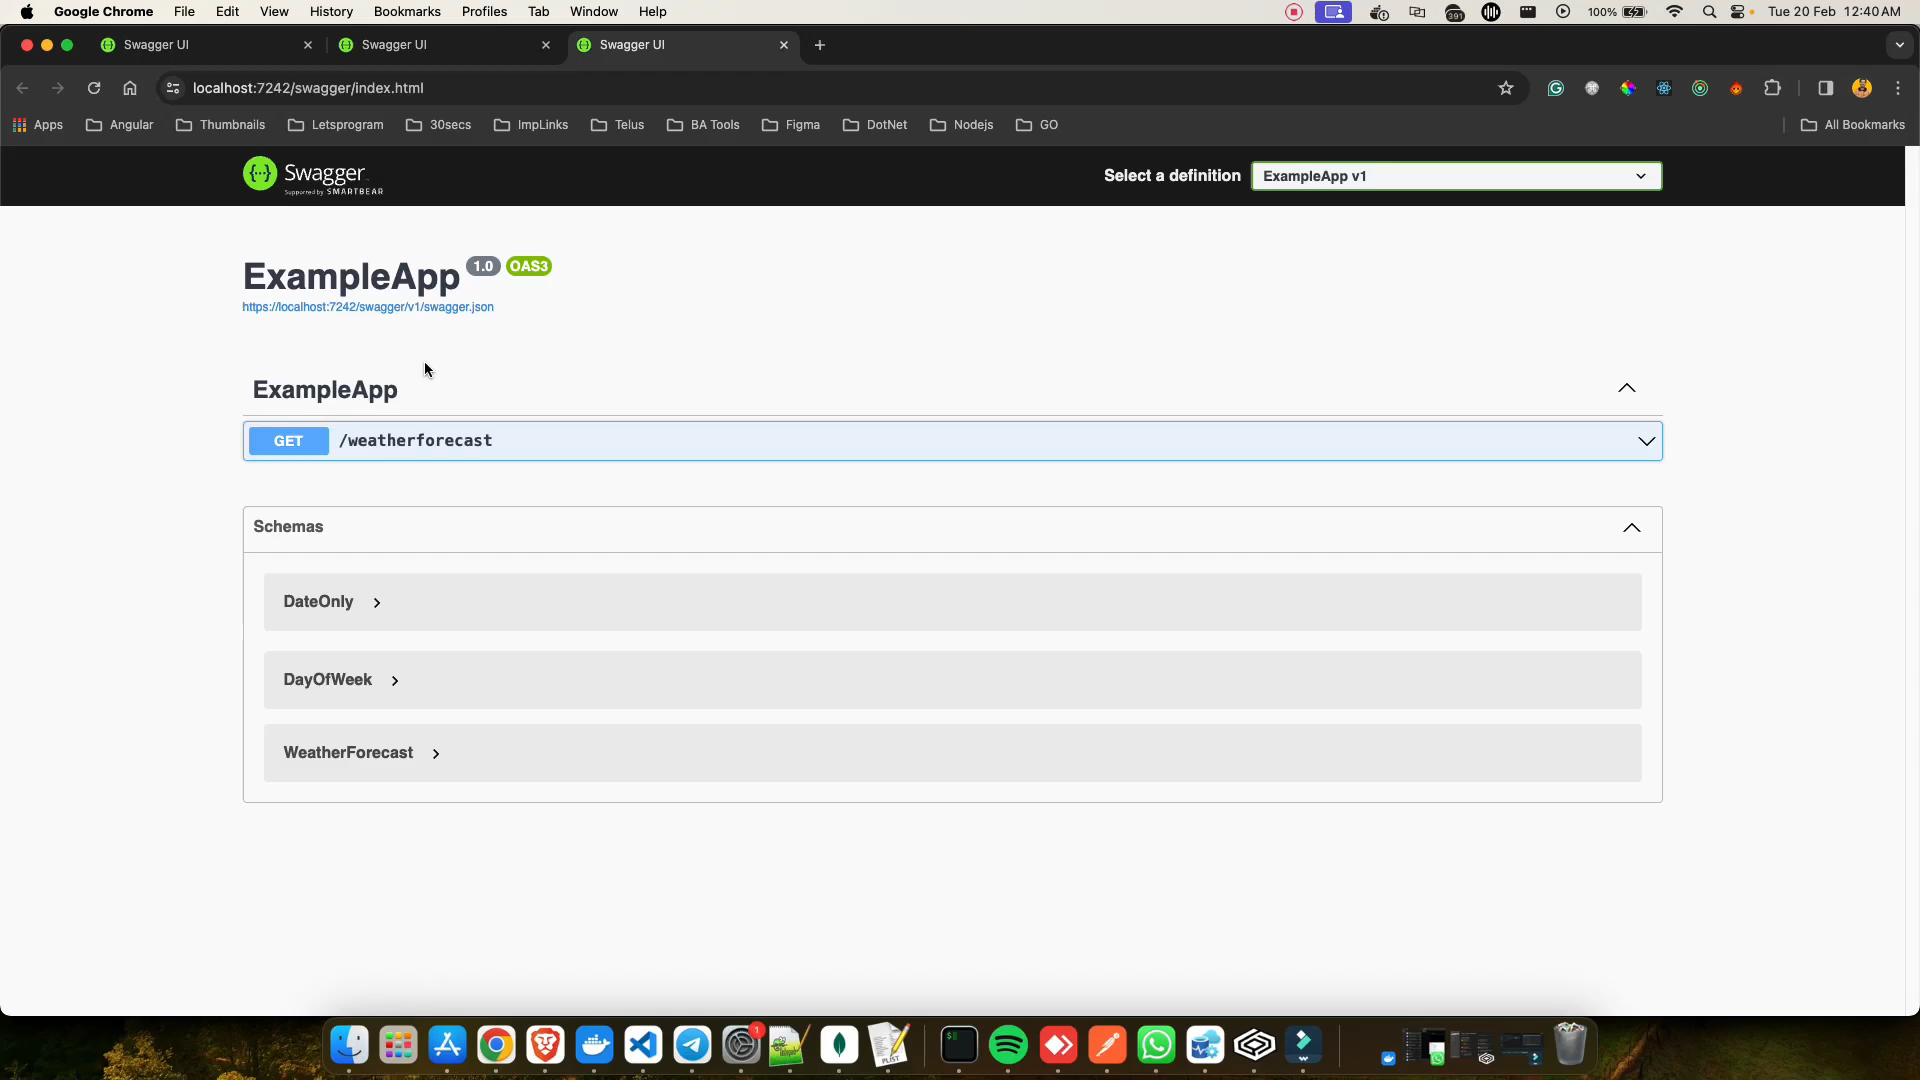 Google Chrome File Edit View History Bookmarks Profiles Tab Window Help 391 100% Tue 20 Feb 12:40 AM
Swagger UI Swagger UI Swagger UI
localhost:7242/swagger/index.html
Apps Angular Thumbnails Letsprogram 30secs ImpLinks Telus BA Tools Figma DotNet Nodejs GO All Bookmarks
Swagger
Supported by SMARTBEAR
Select a definition ExampleApp v1
ExampleApp 1.0 OAS3
https://localhost:7242/swagger/v1/swagger.json
ExampleApp
GET /weatherforecast
Schemas
DateOnly
DayOfWeek
WeatherForecast
1
PLIST